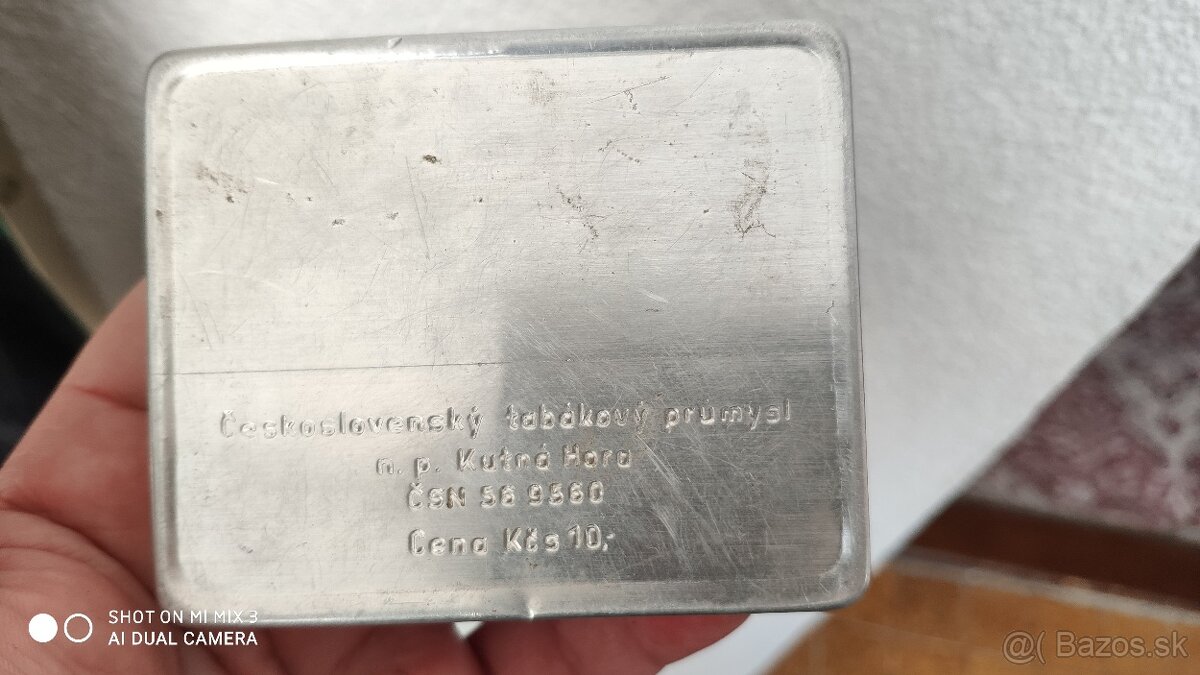 Československý tabákový průmysl
n. p. Kutná Hora
ČSN 56 9560
Cena Kčs 10,-
SHOT ON MI MIX 3
AI DUAL CAMERA
@( Bazos.sk